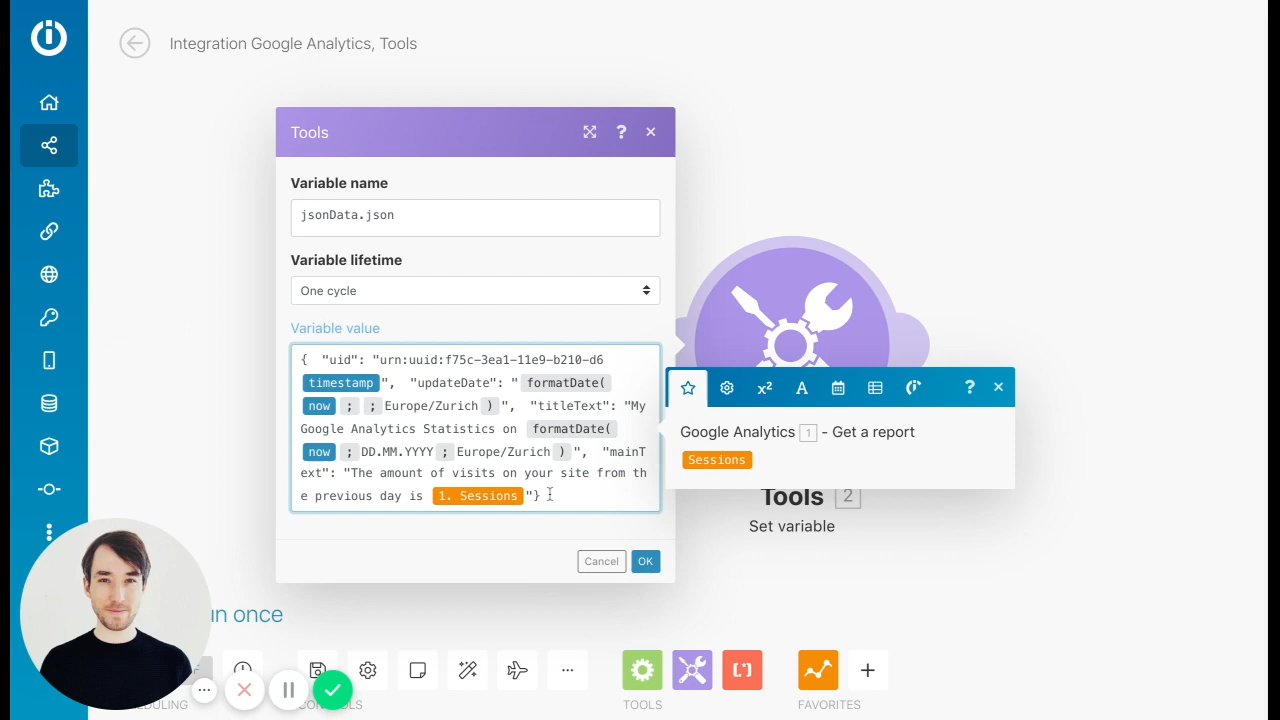 Integration Google Analytics, Tools
Tools
?
Variable name
jsonData.json
Variable lifetime
One cycle
Variable value
{ "uid": "urn:uuid:f75c-3ea1-11e9-b210-d6
timestamp ", "updateDate": " formatDate(
now ; ; Europe/Zurich ) ", "titleText": "My
Google Analytics Statistics on formatDate(
now ; DD.MM.YYYY ; Europe/Zurich ) ", "mainT
ext": "The amount of visits on your site from th
e previous day is 1. Sessions "}
Cancel OK
x² A ?
Google Analytics 1 - Get a report
Sessions
Tools 2
Set variable
un once
TOOLS
FAVORITES